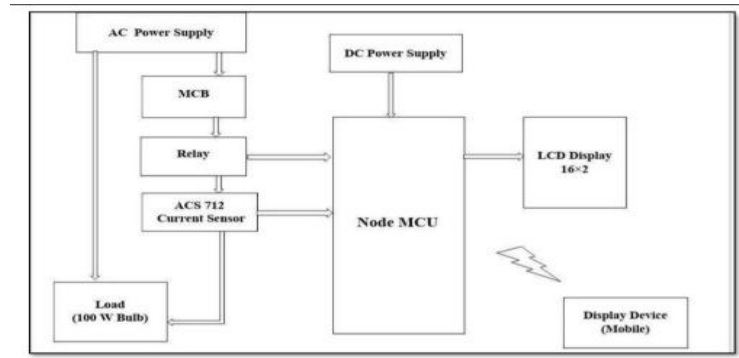 AC Power Supply
DC Power Supply
MCB
Relay
LCD Display
16×2
ACS 712
Current Sensor
Node MCU
Load
(100 W Bulb)
Display Device
(Mobile)